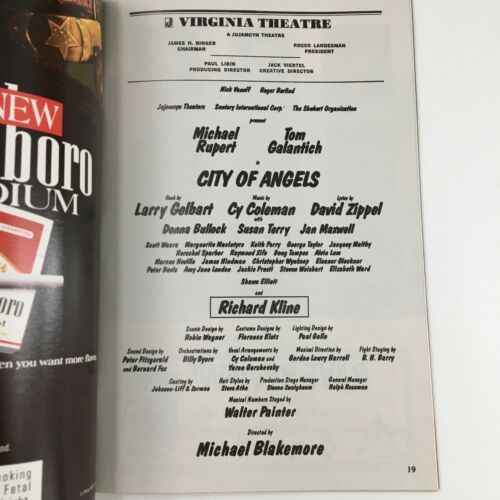 VIRGINIA THEATRE
A JUJAMCYN THEATRE
JAMES H. BINGER ROCCO LANDESMAN
CHAIRMAN PRESIDENT
PAUL LIBIN JACK VIERTEL
PRODUCING DIRECTOR CREATIVE DIRECTOR
Nick Vanoff Roger Berlind
Jujamcyn Theaters Suntory International Corp. The Shubert Organization
present
Michael Tom
Rupert Galantich
in
CITY OF ANGELS
Book by Music by Lyrics by
Larry Gelbart Cy Coleman David Zippel
with
Donna Bullock Susan Terry Jan Maxwell
Scott Waara Marguerite MacIntyre Keith Perry George Taylor Jacquey Maltby
Herschel Sparber Raymond Xifo Doug Tompos Alvin Lum
Marcus Neville James Hindman Christopher Wynkoop Eleanor Glockner
Peter Davis Amy Jane London Jackie Presti Steven Weishert Elizabeth Ward
Shawn Elliott
and
Richard Kline
Scenic Design by Costume Designs by Lighting Design by
Robin Wagner Florence Klotz Paul Gallo
Sound Design by Orchestrations by Vocal Arrangements by Musical Direction by Fight Staging by
Peter Fitzgerald Billy Byers Cy Coleman and Gordon Lowry Harrell B. H. Barry
and Bernard Fox Yaron Gershovsky
Casting by Hair Styles by Production Stage Manager General Manager
Johnson-Liff & Zerman Steve Atha Steven Zweigbaum Ralph Roseman
Musical Numbers Staged by
Walter Painter
Directed by
Michael Blakemore
19
NEW
boro
DIUM
CIGARETTES
boro
en you want more flavor.
od.
moking
Fetal